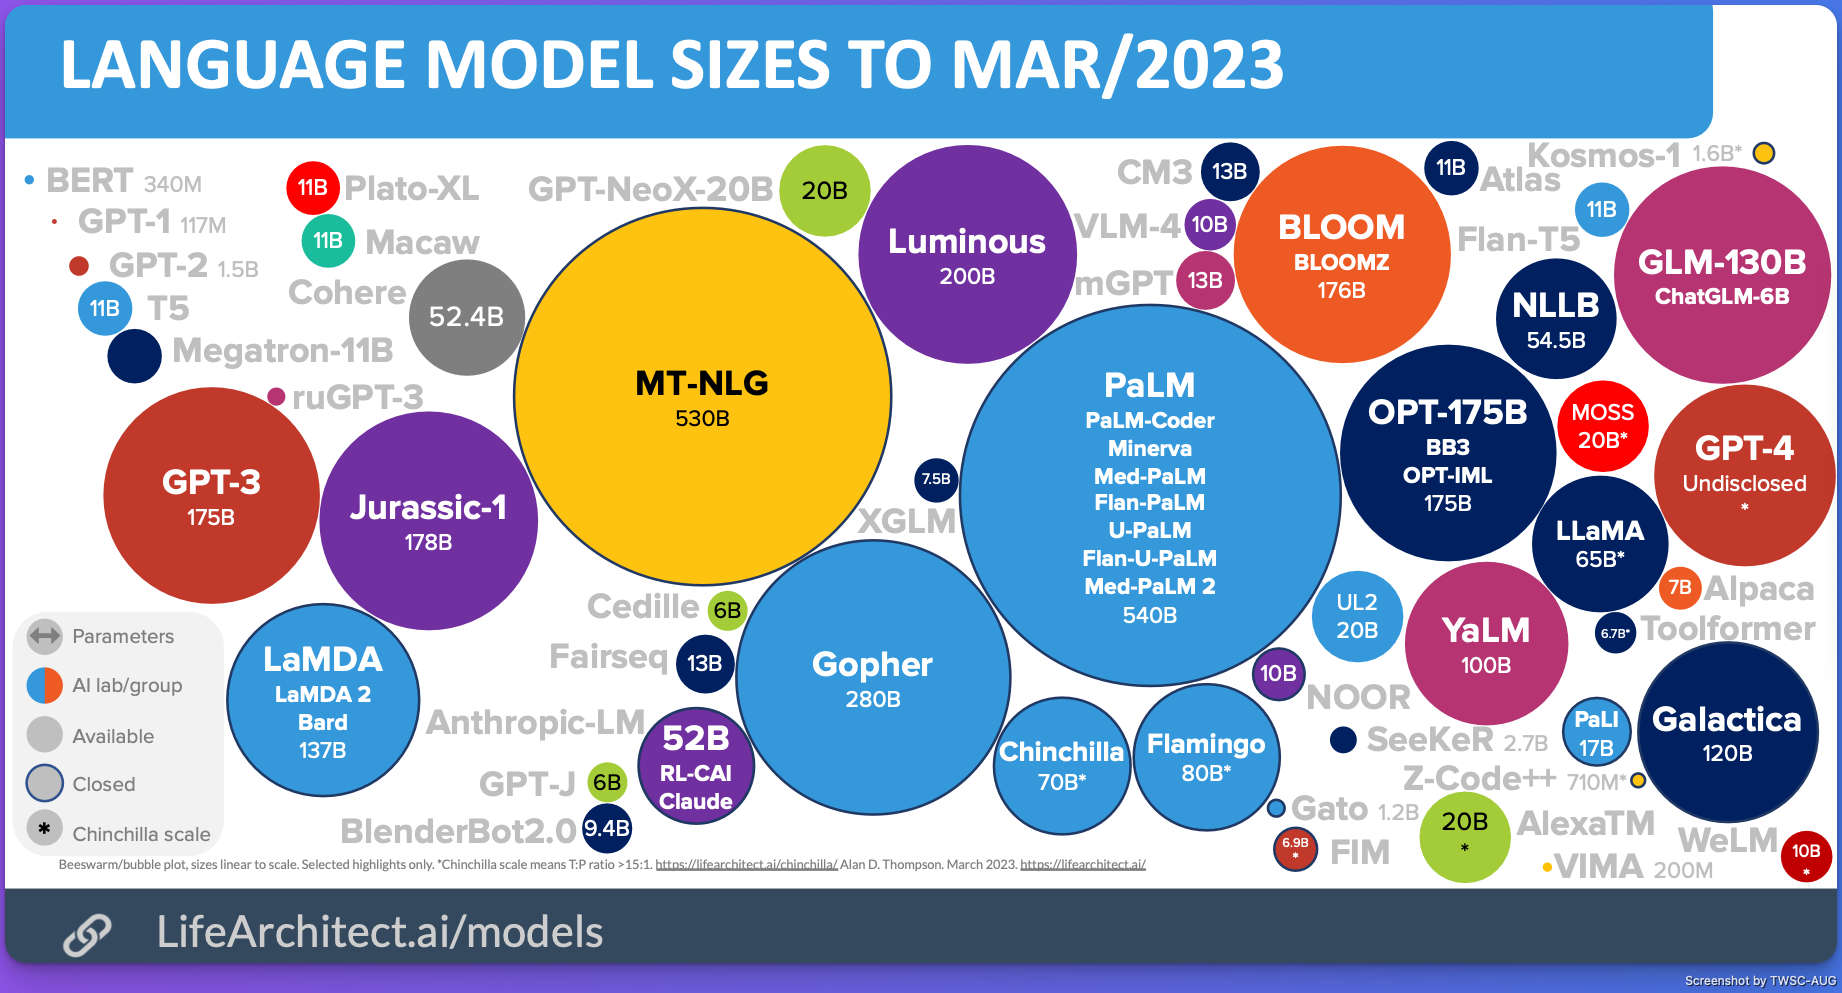 LANGUAGE MODEL SIZES TO MAR/2023
BERT 340M
GPT-1 117M
GPT-2 1.5B
11B T5
Megatron-11B
ruGPT-3
11B Plato-XL
11B Macaw
Cohere
52.4B
GPT-NeoX-20B
20B
GPT-3
175B
Jurassic-1
178B
MT-NLG
530B
Luminous
200B
CM3 13B
VLM-4 10B
mGPT 13B
BLOOM
BLOOMZ
176B
11B Atlas
Kosmos-1 1.6B*
11B
Flan-T5
GLM-130B
ChatGLM-6B
NLLB
54.5B
PaLM
PaLM-Coder
Minerva
Med-PaLM
Flan-PaLM
U-PaLM
Flan-U-PaLM
Med-PaLM 2
540B
7.5B
XGLM
OPT-175B
BB3
OPT-IML
175B
MOSS
20B*
GPT-4
Undisclosed
*
LLaMA
65B*
7B Alpaca
6.7B* Toolformer
UL2
20B
YaLM
100B
Parameters
AI lab/group
Available
Closed
* Chinchilla scale
LaMDA
LaMDA 2
Bard
137B
Cedille 6B
Fairseq 13B
Anthropic-LM
52B
RL-CAI
Claude
GPT-J 6B
BlenderBot2.0 9.4B
Gopher
280B
Chinchilla
70B*
Flamingo
80B*
10B
NOOR
SeeKeR 2.7B
PaLI
17B
Galactica
120B
Z-Code++ 710M*
Gato 1.2B
6.9B
*
FIM
20B
*
AlexaTM
VIMA 200M
WeLM
10B
*
Beeswarm/bubble plot, sizes linear to scale. Selected highlights only. *Chinchilla scale means T:P ratio >15:1. https://lifearchitect.ai/chinchilla/ Alan D. Thompson. March 2023. https://lifearchitect.ai/
LifeArchitect.ai/models
Screenshot by TWSC-AUG